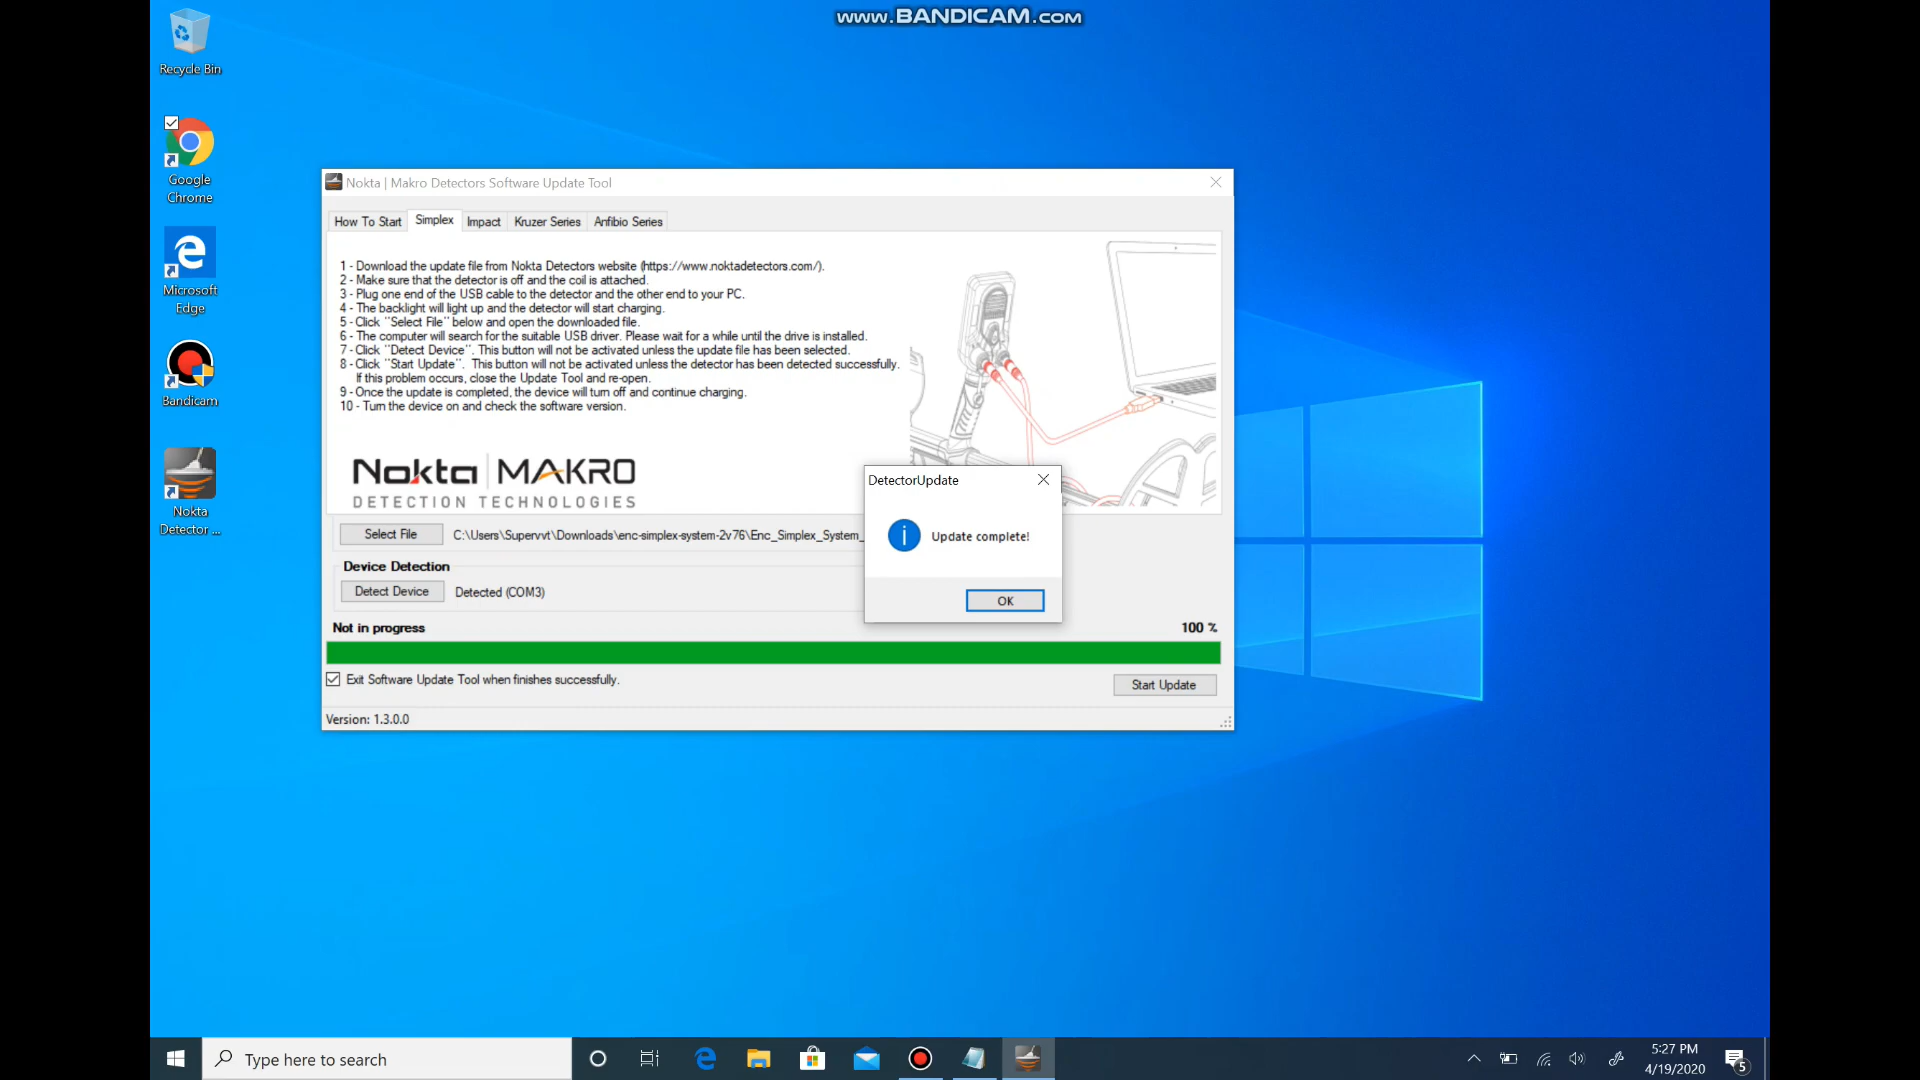 www.BANDICAM.com
Recycle Bin
Google
Chrome
Microsoft
Edge
Bandicam
Nokta
Detector ...
Nokta | Makro Detectors Software Update Tool
How To Start
Simplex
Impact
Kruzer Series
Anfibio Series
1 - Download the update file from Nokta Detectors website (https://www.noktadetectors.com/).
2 - Make sure that the detector is off and the coil is attached.
3 - Plug one end of the USB cable to the detector and the other end to your PC.
4 - The backlight will light up and the detector will start charging.
5 - Click ''Select File'' below and open the downloaded file.
6 - The computer will search for the suitable USB driver. Please wait for a while until the drive is installed.
7 - Click ''Detect Device''. This button will not be activated unless the update file has been selected.
8 - Click ''Start Update''. This button will not be activated unless the detector has been detected successfully.
If this problem occurs, close the Update Tool and re-open.
9 - Once the update is completed, the device will turn off and continue charging.
10 - Turn the device on and check the software version.
Nokta | MAKRO
DETECTION TECHNOLOGIES
Select File
C:\Users\Supervvt\Downloads\enc-simplex-system-2v76\Enc_Simplex_System_
Device Detection
Detect Device
Detected (COM3)
Not in progress
100 %
Exit Software Update Tool when finishes successfully.
Start Update
Version: 1.3.0.0
DetectorUpdate
Update complete!
OK
Type here to search
5:27 PM
4/19/2020
5